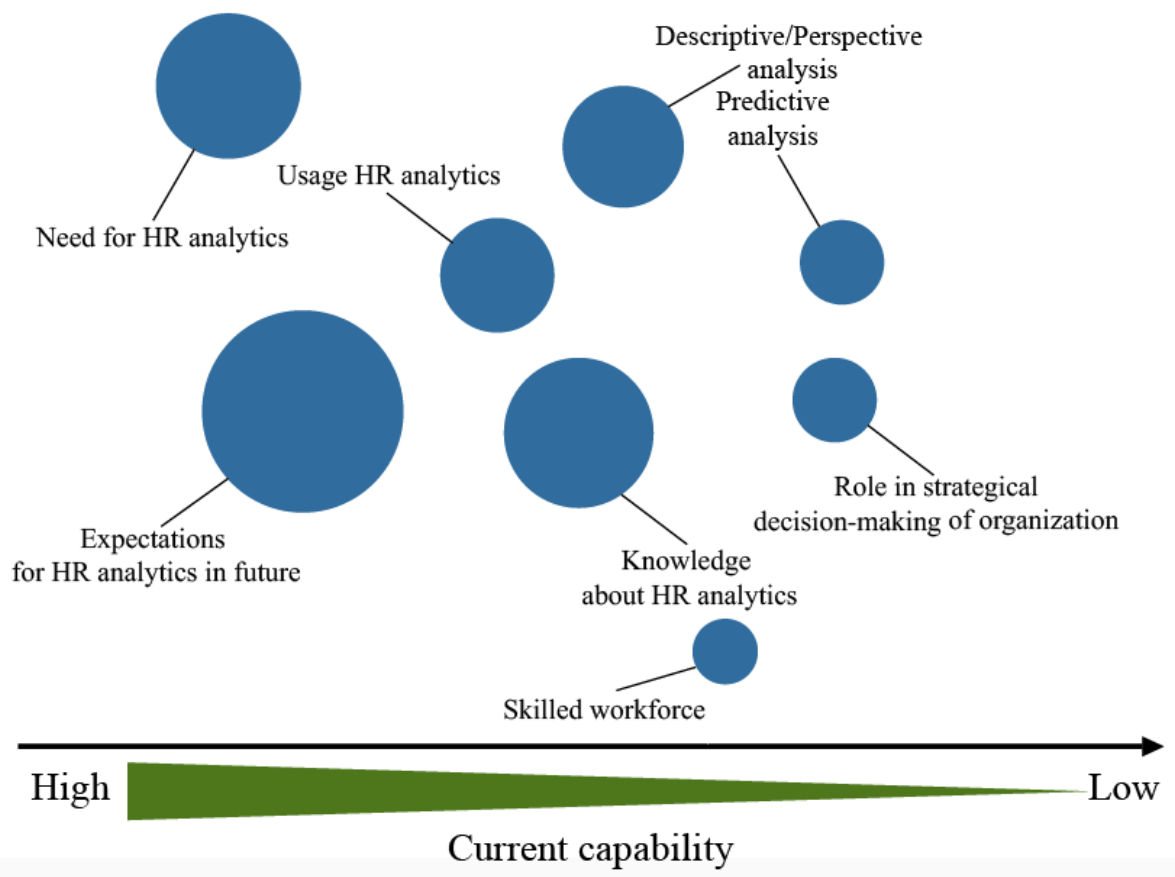 Descriptive/Perspective
analysis
Predictive
analysis
Usage HR analytics
Need for HR analytics
Expectations
for HR analytics in future
Role in strategical
decision-making of organization
Knowledge
about HR analytics
Skilled workforce
High
Low
Current capability